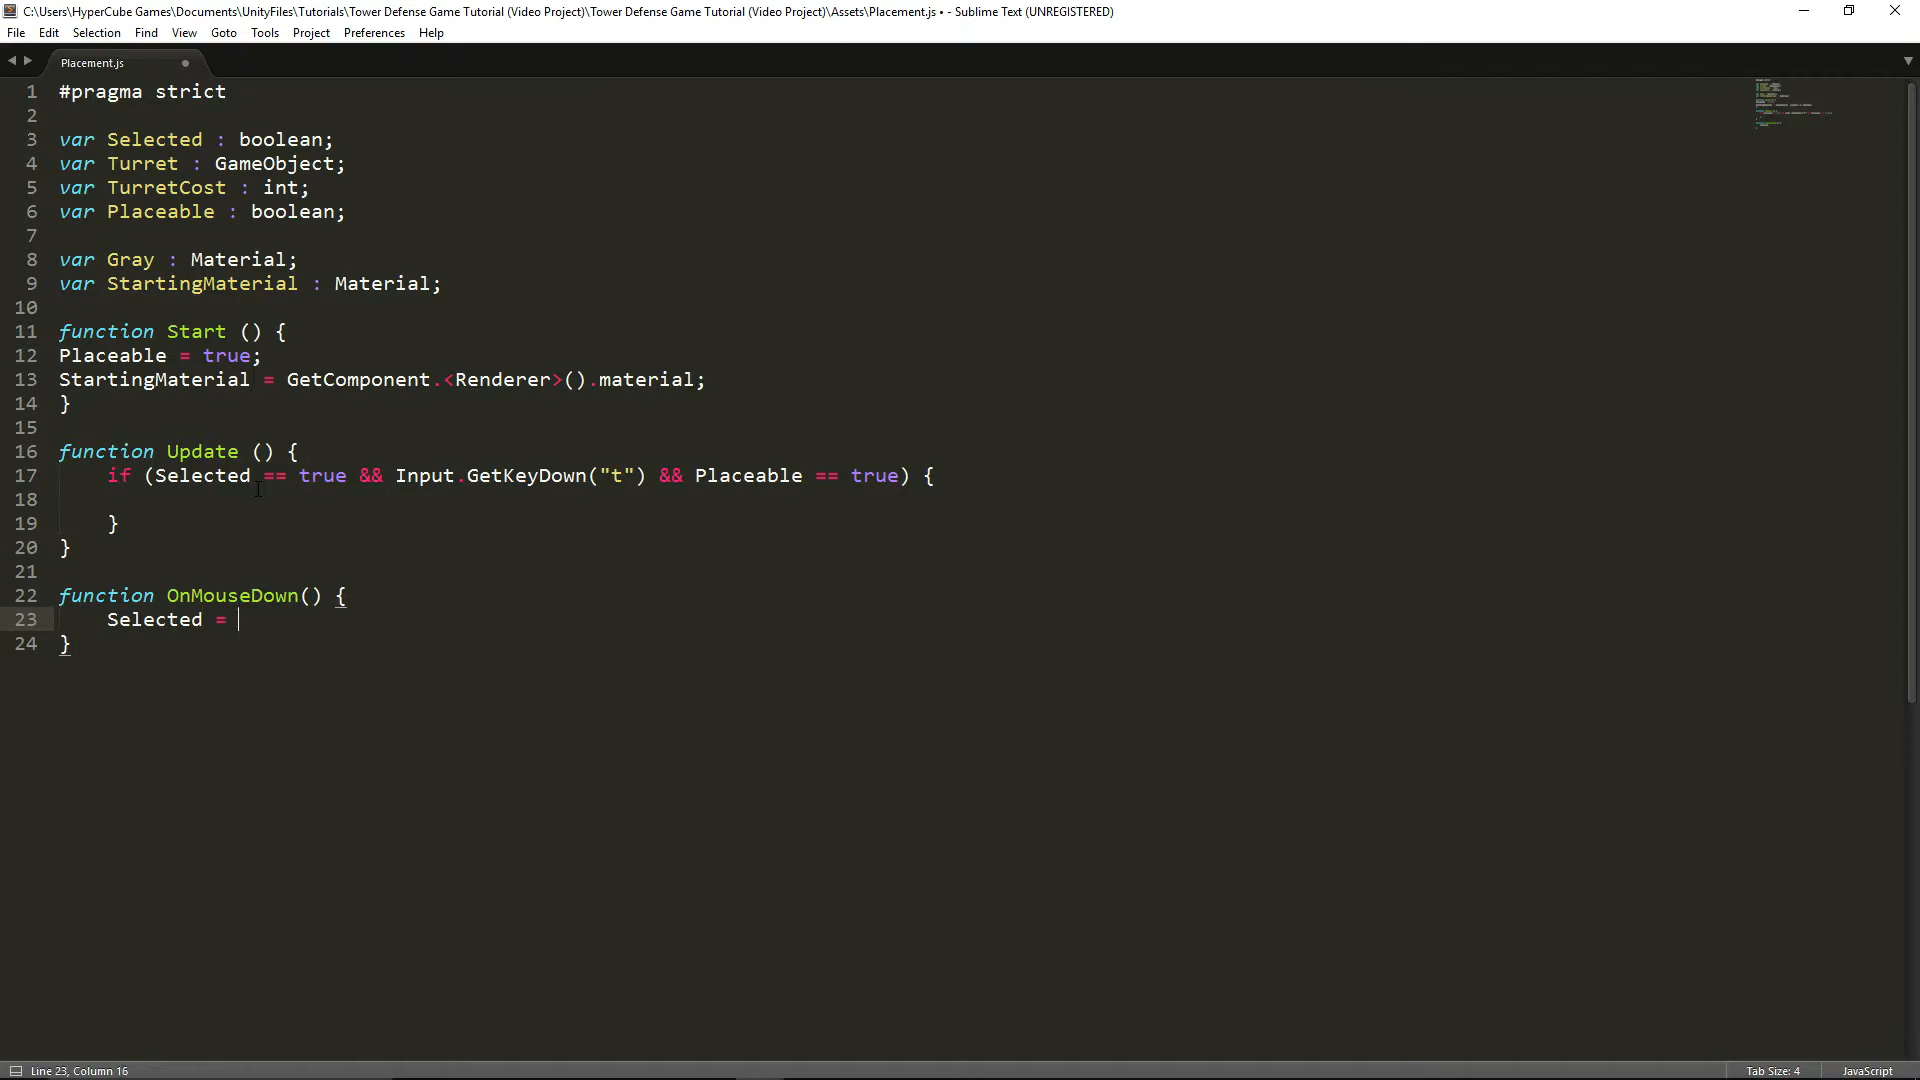 C:\Users\HyperCube Games\Documents\UnityFiles\Tutorials\Tower Defense Game Tutorial (Video Project)\Tower Defense Game Tutorial (Video Project)\Assets\Placement.js • - Sublime Text (UNREGISTERED)
File Edit Selection Find View Goto Tools Project Preferences Help
Placement.js
1 #pragma strict
2
3 var Selected : boolean;
4 var Turret : GameObject;
5 var TurretCost : int;
6 var Placeable : boolean;
7
8 var Gray : Material;
9 var StartingMaterial : Material;
10
11 function Start () {
12 Placeable = true;
13 StartingMaterial = GetComponent.<Renderer>().material;
14 }
15
16 function Update () {
17     if (Selected == true && Input.GetKeyDown("t") && Placeable == true) {
18
19     }
20 }
21
22 function OnMouseDown() {
23     Selected =
24 }
Line 23, Column 16 Tab Size: 4 JavaScript